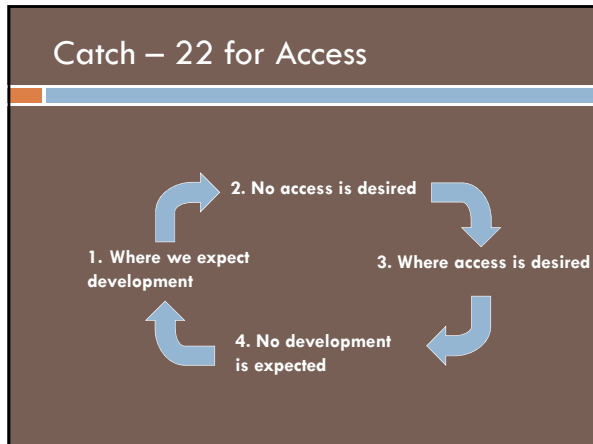 Catch – 22 for Access
1. Where we expect
development
2. No access is desired
3. Where access is desired
4. No development
is expected